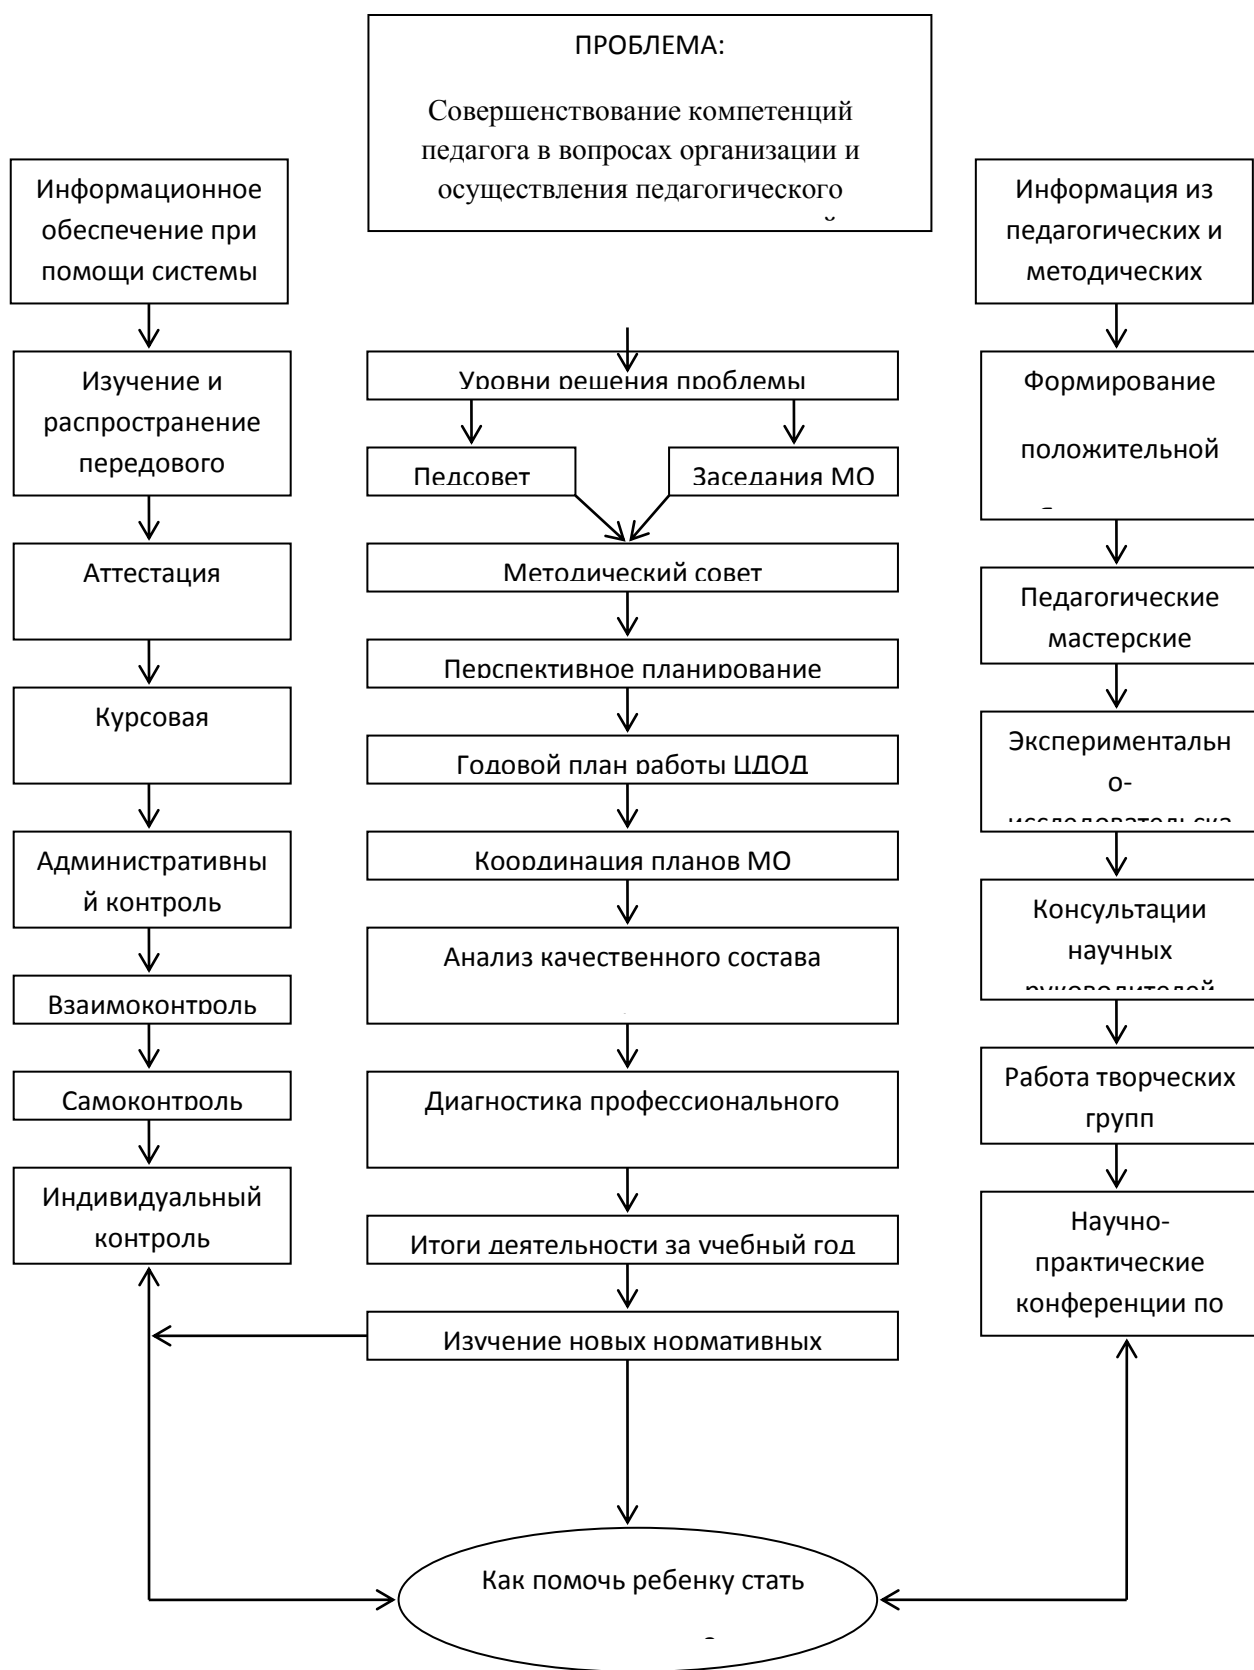 ПРОБЛЕМА:
Совершенствование компетенций
педагога в вопросах организации и
осуществления педагогического
Информационное
обеспечение при
помощи системы
Изучение и
распространение
передового
Аттестация
Курсовая
Административны
й контроль
Взаимоконтроль
Самоконтроль
Индивидуальный
контроль
Уровни решения проблемы
Педсовет
Заседания МО
Методический совет
Перспективное планирование
Годовой план работы ЦДОД
Координация планов МО
Анализ качественного состава
Диагностика профессионального
Итоги деятельности за учебный год
Изучение новых нормативных
Информация из
педагогических и
методических
Формирование
положительной
Педагогические
мастерские
Экспериментальн
о-
исследовательска
Консультации
научных
руководителей
Работа творческих
групп
Научно-
практические
конференции по
Как помочь ребенку стать
?